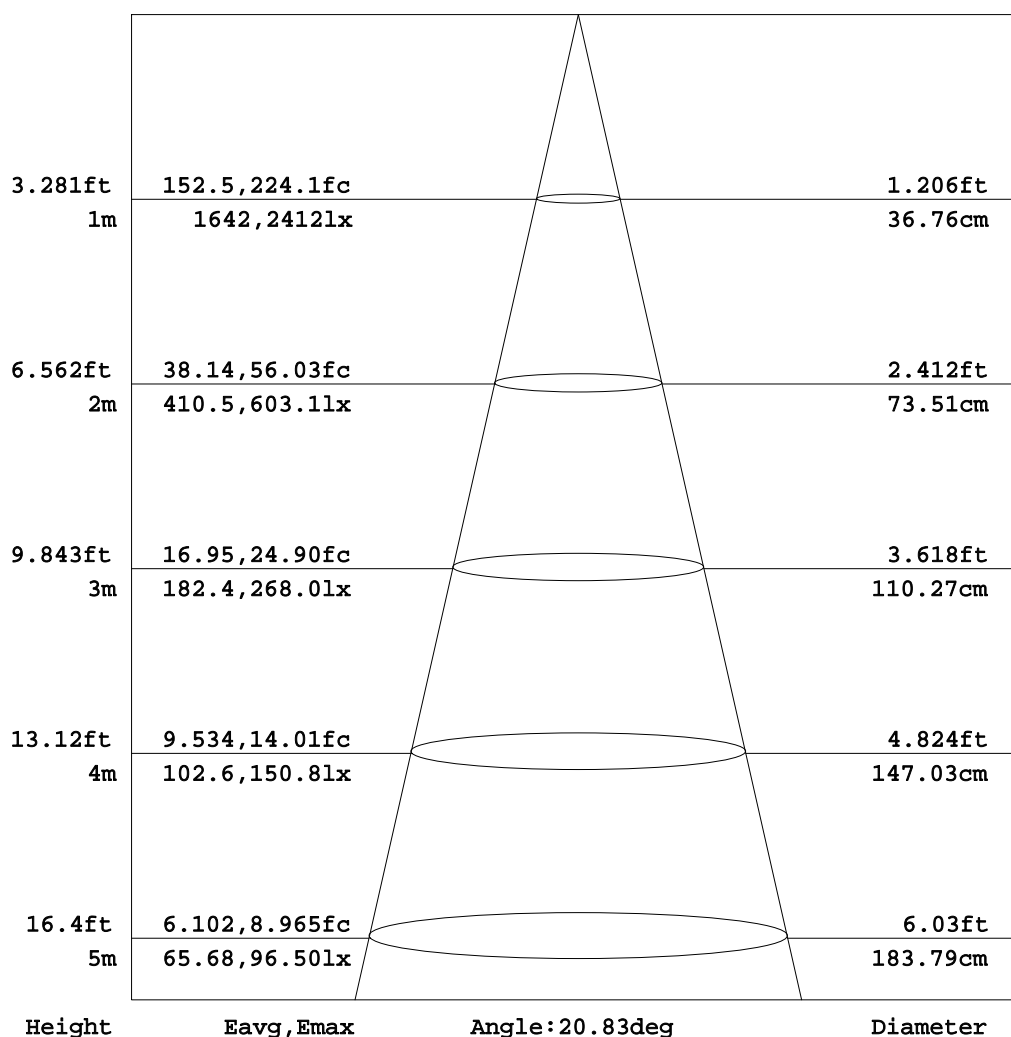 3.281ft 152.5,224.1fc 1.206ft
1m 1642,2412lx 36.76cm
6.562ft 38.14,56.03fc 2.412ft
2m 410.5,603.1lx 73.51cm
9.843ft 16.95,24.90fc 3.618ft
3m 182.4,268.0lx 110.27cm
13.12ft 9.534,14.01fc 4.824ft
4m 102.6,150.8lx 147.03cm
16.4ft 6.102,8.965fc 6.03ft
5m 65.68,96.50lx 183.79cm
Height Eavg,Emax Angle:20.83deg Diameter